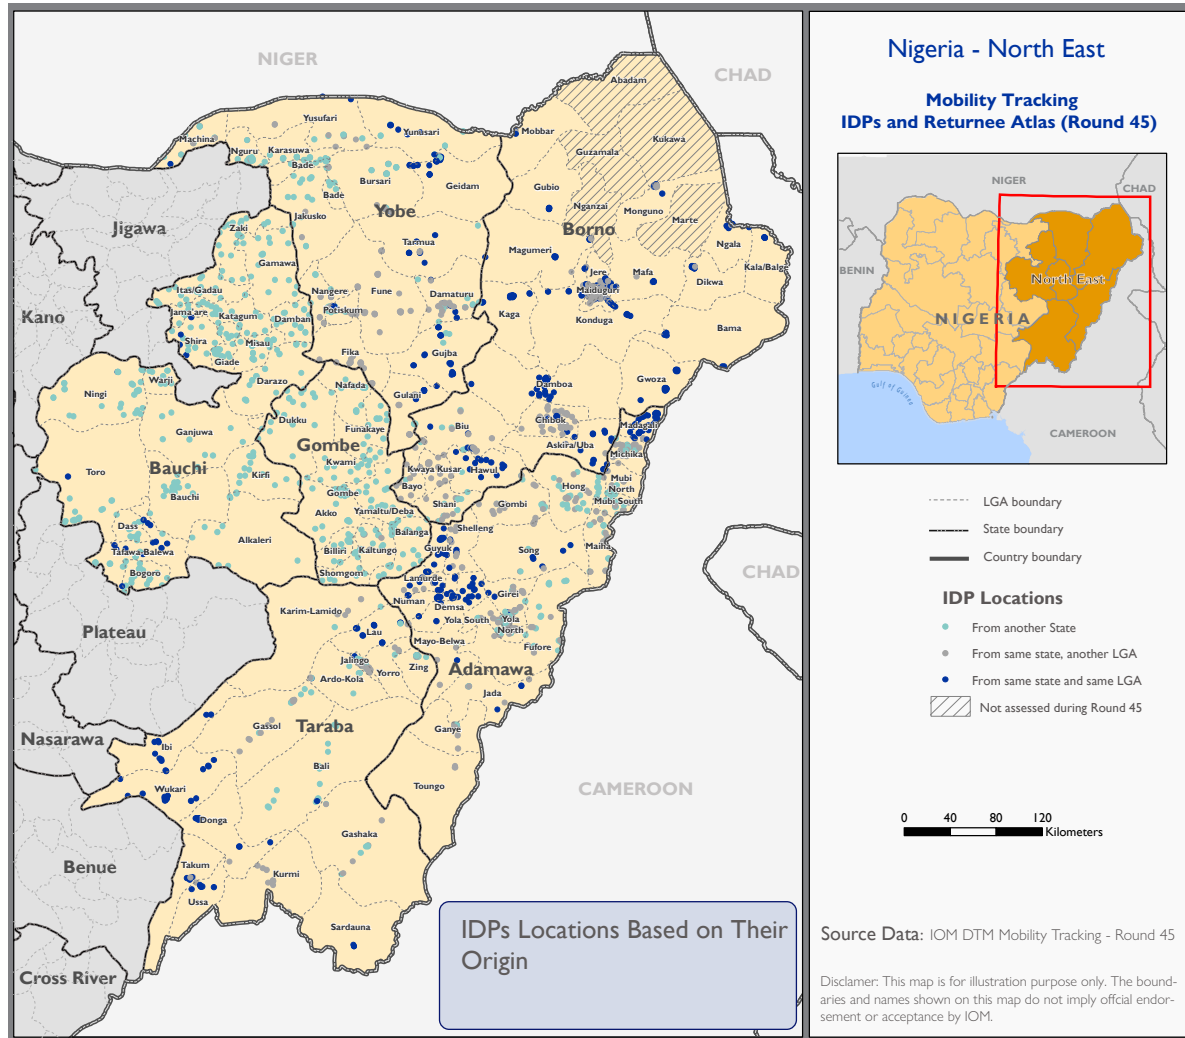 NIGER
CHAD
Abadam
Yusufari
Machina
Yunusari
Mobbar
Kukawa
Nguru
Karasuwa
Bade
Guzamala
Bursari
Geidam
Bade
Gubio
Jakusko
Yobe
Nganzai
Monguno
Marte
Jigawa
Zaki
Borno
Tarmua
Magumeri
Ngala
Gamawa
Jere
Mafa
Kala/Balge
Itas/Gadau
Nangere
Fune
Damaturu
Maiduguri
Dikwa
Kano
Jama'are
Katagum
Damban
Potiskum
Kaga
Konduga
Bama
Shira
Misau
Giade
Fika
Gujba
Warji
Darazo
Nafada
Damboa
Gwoza
Ningi
Gulani
Dukku
Chibok
Ganjuwa
Funakaye
Biu
Madagali
Gombe
Askira/Uba
Michika
Toro
Bauchi
Kirfi
Kwami
Kwaya Kusar
Hawul
Bauchi
Gombe
Bayo
Hong
Mubi
North
Mubi South
Akko
Yamaltu/Deba
Shani
Gombi
Dass
Balanga
Shelleng
Tafawa-Balewa
Alkaleri
Billiri
Kaltungo
Guyuk
Song
Maiha
Bogoro
Shomgom
Lamurde
CHAD
Karim-Lamido
Numan
Demsa
Girei
Plateau
Lau
Yola South
Yola
North
Mayo-Belwa
Fufore
Jalingo
Yorro
Zing
Adamawa
Ardo-Kola
Jada
Gassol
Taraba
Ganye
Nasarawa
Ibi
Bali
Wukari
Toungo
CAMEROON
Donga
Gashaka
Benue
Takum
Kurmi
Ussa
Sardauna
Cross River
IDPs Locations Based on Their
Origin
Nigeria - North East
Mobility Tracking
IDPs and Returnee Atlas (Round 45)
NIGER
CHAD
BENIN
North East
NIGERIA
Gulf of Guinea
CAMEROON
LGA boundary
State boundary
Country boundary
IDP Locations
From another State
From same state, another LGA
From same state and same LGA
Not assessed during Round 45
0 40 80 120
Kilometers
Source Data: IOM DTM Mobility Tracking - Round 45
Disclamer: This map is for illustration purpose only. The bound-
aries and names shown on this map do not imply offcial endor-
sement or acceptance by IOM.